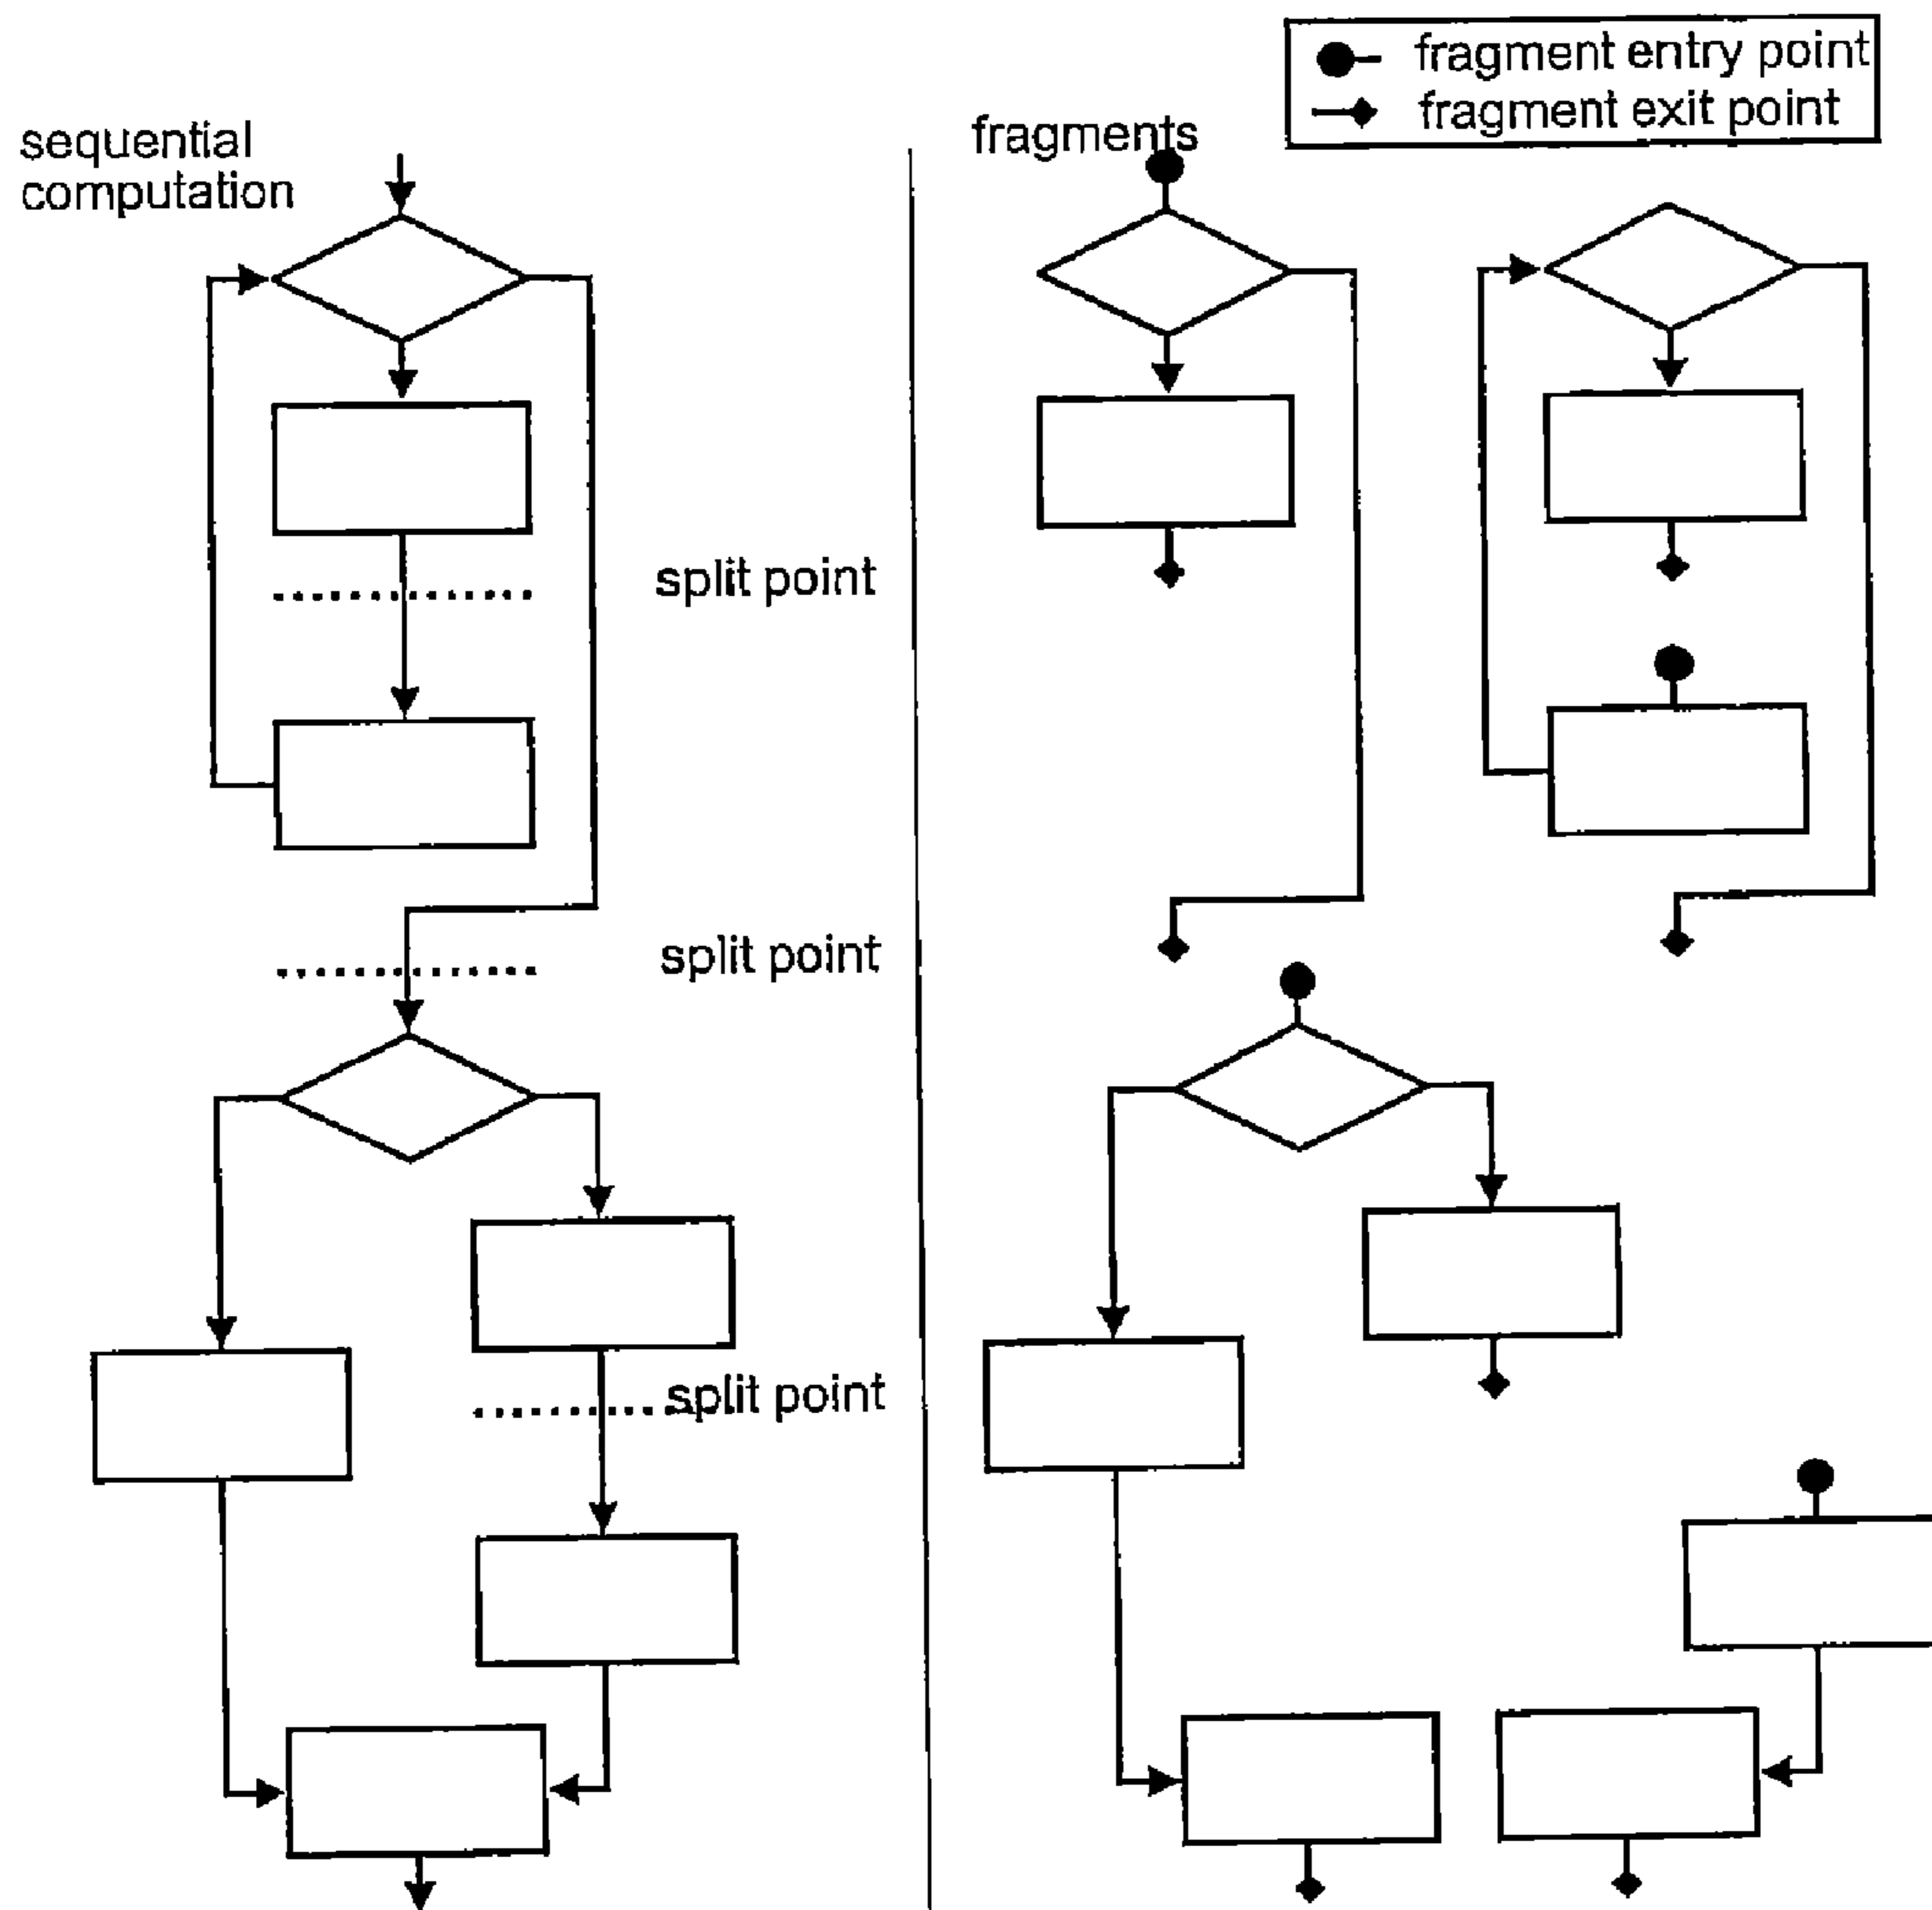 fragment entry point
fragment exit point
sequential
computation
fragments
split point
split point
split point